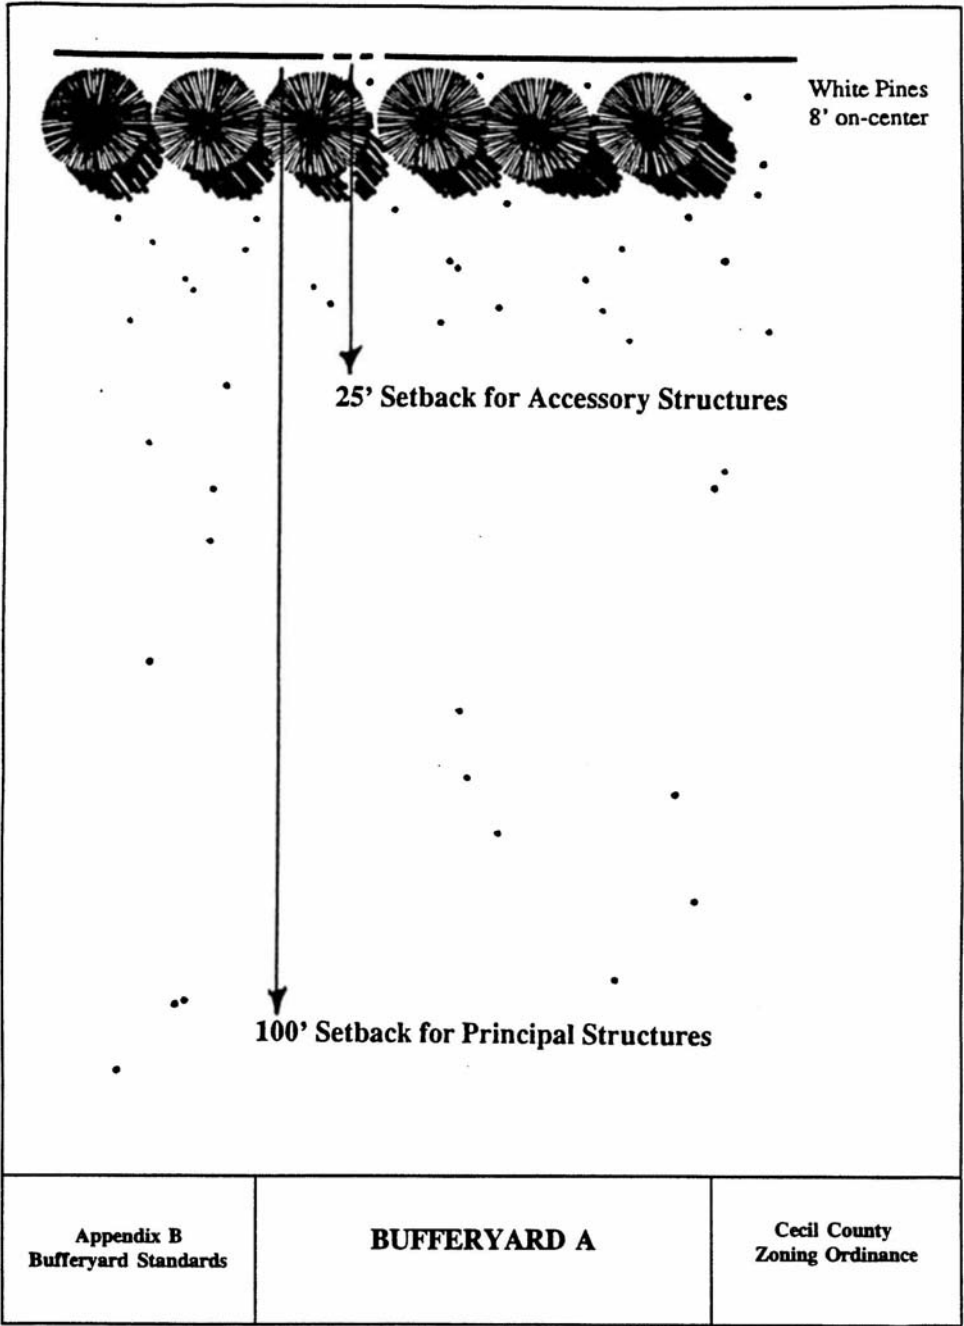 White Pines
8' on-center
25' Setback for Accessory Structures
100' Setback for Principal Structures
Appendix B
Bufferyard Standards
BUFFERYARD A
Cecil County
Zoning Ordinance